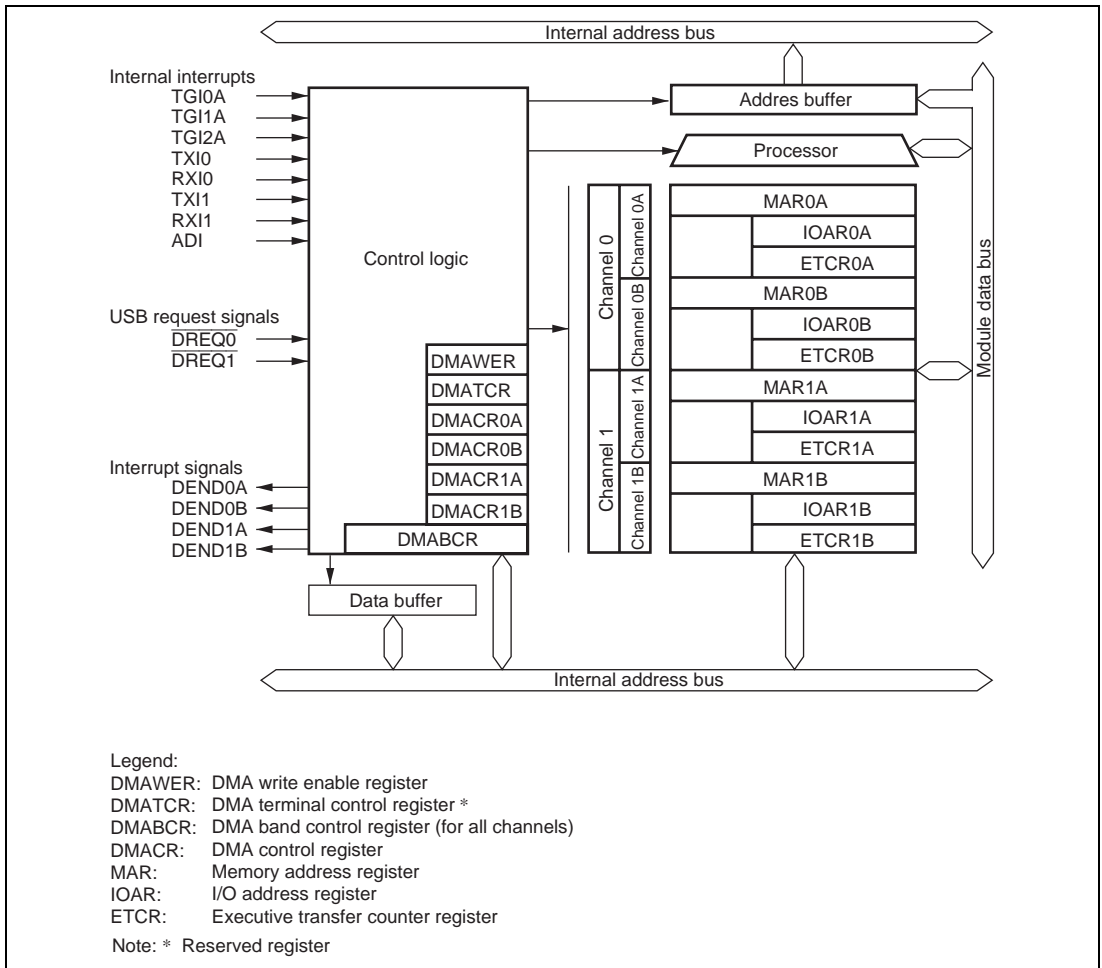 Internal address bus
Internal interrupts
TGI0A
TGI1A
TGI2A
TXI0
RXI0
TXI1
RXI1
ADI
USB request signals
DREQ0
DREQ1
Interrupt signals
DEND0A
DEND0B
DEND1A
DEND1B
Control logic
DMAWER
DMATCR
DMACR0A
DMACR0B
DMACR1A
DMACR1B
DMABCR
Data buffer
Addres buffer
Processor
Channel 0
Channel 0A
Channel 0B
Channel 1
Channel 1A
Channel 1B
MAR0A
IOAR0A
ETCR0A
MAR0B
IOAR0B
ETCR0B
MAR1A
IOAR1A
ETCR1A
MAR1B
IOAR1B
ETCR1B
Module data bus
Internal address bus
Legend:
DMAWER: DMA write enable register
DMATCR: DMA terminal control register *
DMABCR: DMA band control register (for all channels)
DMACR: DMA control register
MAR: Memory address register
IOAR: I/O address register
ETCR: Executive transfer counter register
Note: * Reserved register